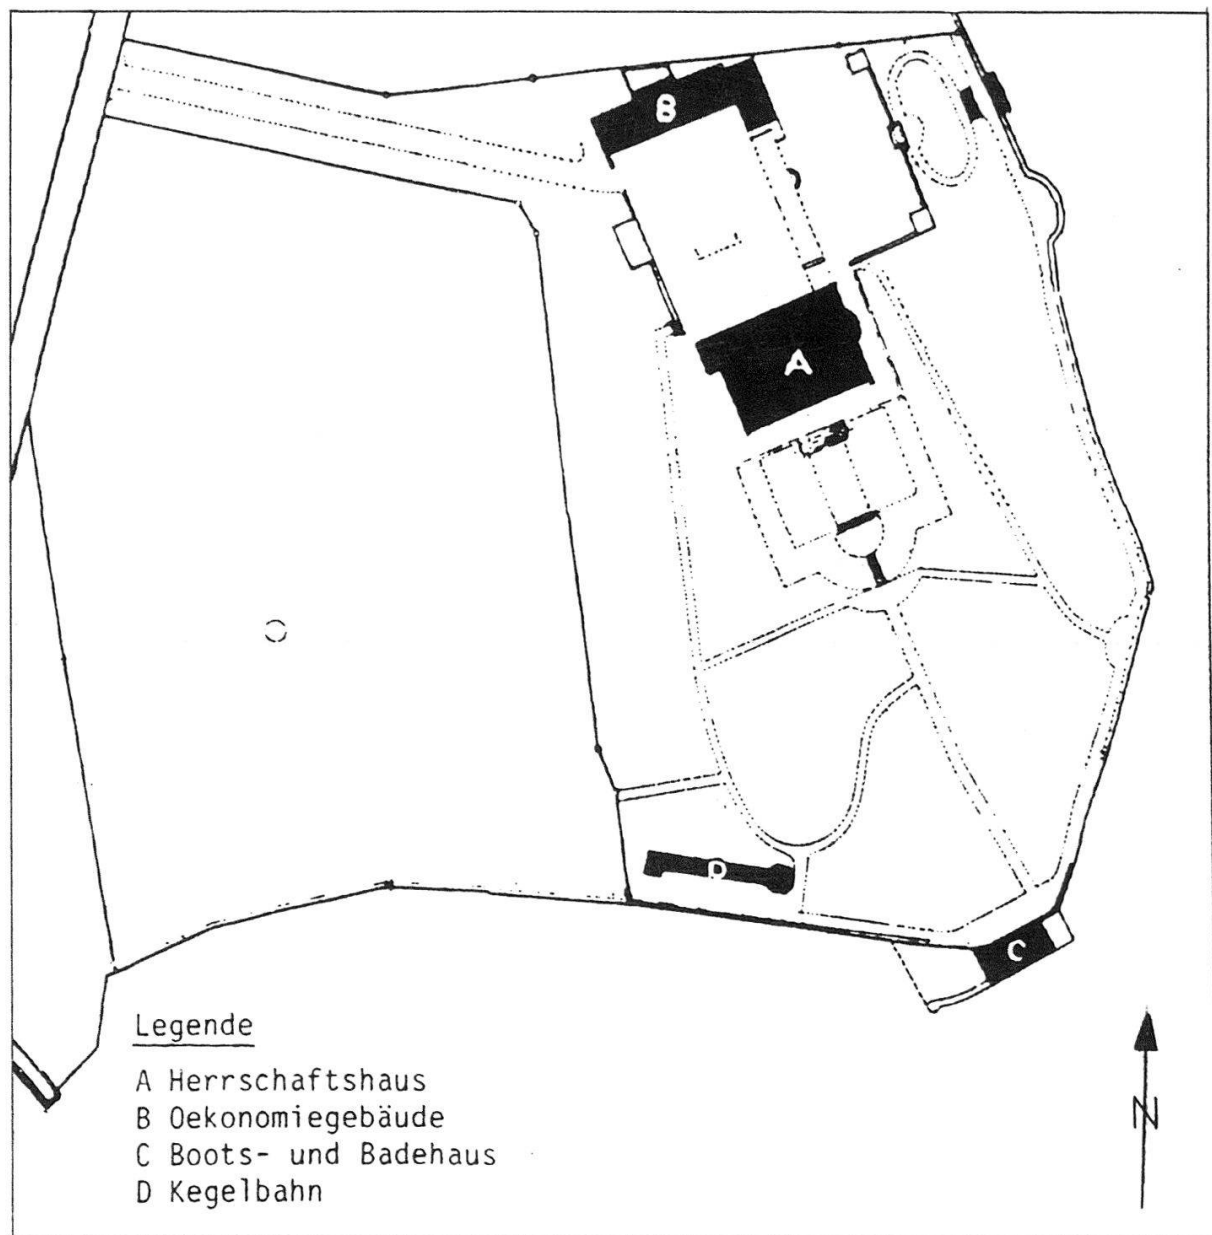 B
A
D
C
Legende
A Herrschaftshaus
B Oekonomiegebäude
C Boots- und Badehaus
D Kegelbahn
N